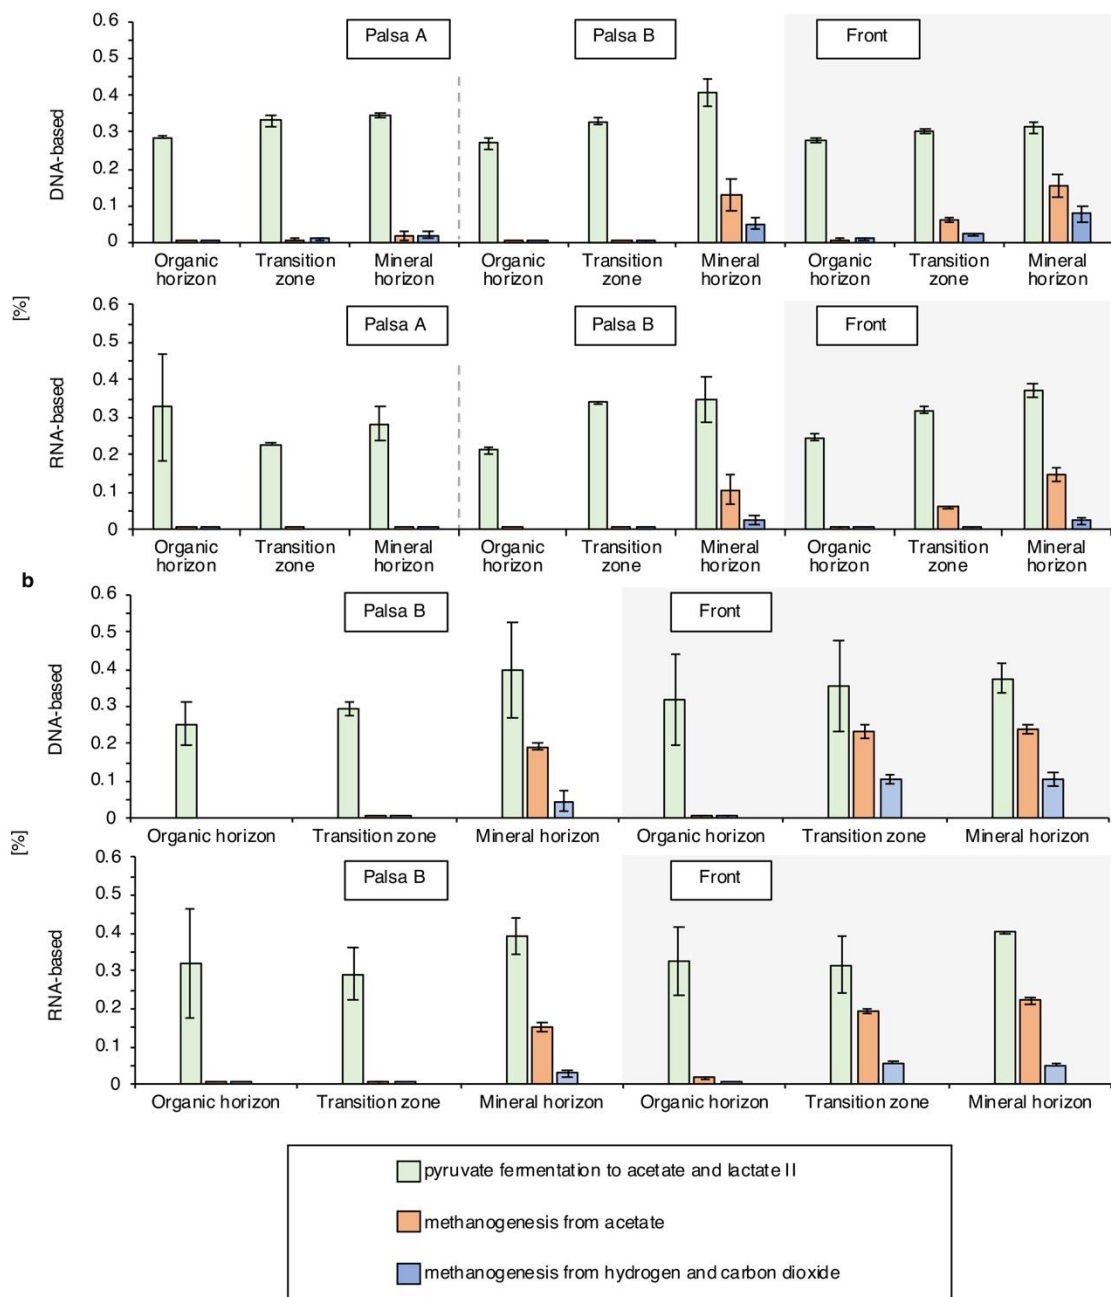 0.6
Palsa A
Palsa B
Front
0.5
0.4
DNA-based
0.3
0.2
0.1
0
Organic horizon
Transition zone
Mineral horizon
Organic horizon
Transition zone
Mineral horizon
Organic horizon
Transition zone
Mineral horizon
[%]
0.6
Palsa A
Palsa B
Front
0.5
0.4
RNA-based
0.3
0.2
0.1
0
Organic horizon
Transition zone
Mineral horizon
Organic horizon
Transition zone
Mineral horizon
Organic horizon
Transition zone
Mineral horizon
b
0.6
Palsa B
Front
0.5
0.4
DNA-based
0.3
0.2
0.1
0
Organic horizon
Transition zone
Mineral horizon
Organic horizon
Transition zone
Mineral horizon
[%]
0.6
Palsa B
Front
0.5
0.4
RNA-based
0.3
0.2
0.1
0
Organic horizon
Transition zone
Mineral horizon
Organic horizon
Transition zone
Mineral horizon
pyruvate fermentation to acetate and lactate II
methanogenesis from acetate
methanogenesis from hydrogen and carbon dioxide